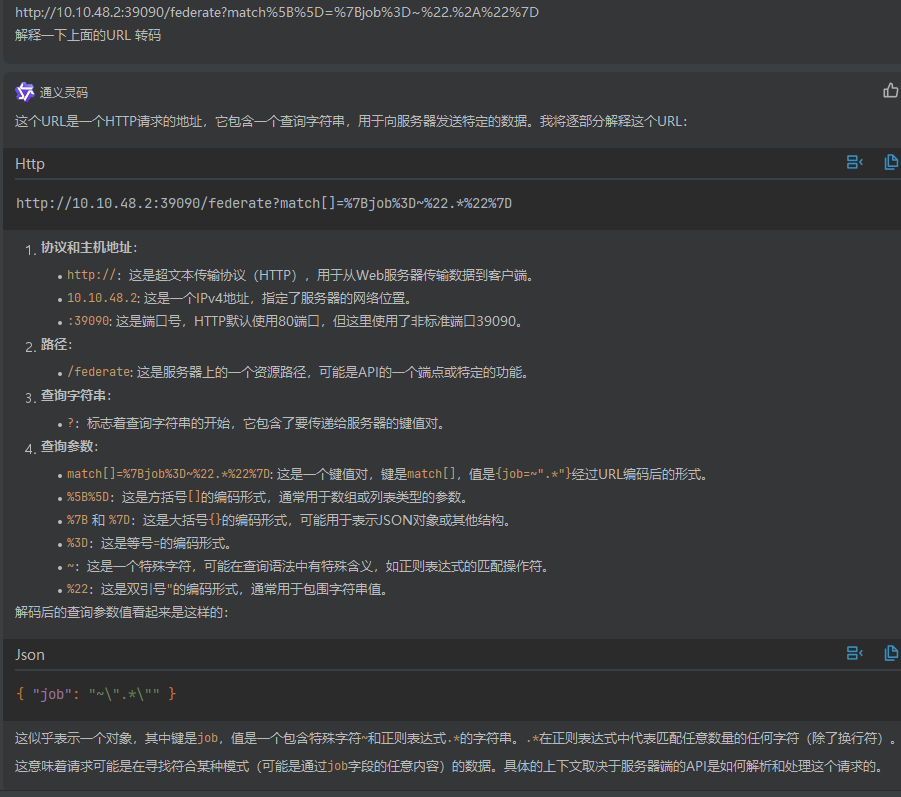 http://10.10.48.2:39090/federate?match%5B%5D=%7Bjob%3D~%22.%2A%22%7D
解释一下上面的URL 转码
通义灵码
这个URL是一个HTTP请求的地址，它包含一个查询字符串，用于向服务器发送特定的数据。我将逐部分解释这个URL：
Http
http://10.10.48.2:39090/federate?match[]=%7Bjob%3D~%22.*%22%7D
1. 协议和主机地址：
• http://：这是超文本传输协议（HTTP），用于从Web服务器传输数据到客户端。
• 10.10.48.2: 这是一个IPv4地址，指定了服务器的网络位置。
• :39090: 这是端口号，HTTP默认使用80端口，但这里使用了非标准端口39090。
2. 路径：
• /federate: 这是服务器上的一个资源路径，可能是API的一个端点或特定的功能。
3. 查询字符串：
• ?：标志着查询字符串的开始，它包含了要传递给服务器的键值对。
4. 查询参数：
• match[]=%7Bjob%3D~%22.*%22%7D: 这是一个键值对，键是match[]，值是{job=~".*"}经过URL编码后的形式。
• %5B%5D：这是方括号[]的编码形式，通常用于数组或列表类型的参数。
• %7B 和 %7D：这是大括号{}的编码形式，可能用于表示JSON对象或其他结构。
• %3D：这是等号=的编码形式。
• ~：这是一个特殊字符，可能在查询语法中有特殊含义，如正则表达式的匹配操作符。
• %22：这是双引号"的编码形式，通常用于包围字符串值。
解码后的查询参数值看起来是这样的：
Json
{ "job": "~\".*\"" }
这似乎表示一个对象，其中键是job，值是一个包含特殊字符~和正则表达式.*的字符串。.*在正则表达式中代表匹配任意数量的任何字符（除了换行符）。
这意味着请求可能是在寻找符合某种模式（可能是通过job字段的任意内容）的数据。具体的上下文取决于服务器端的API是如何解析和处理这个请求的。